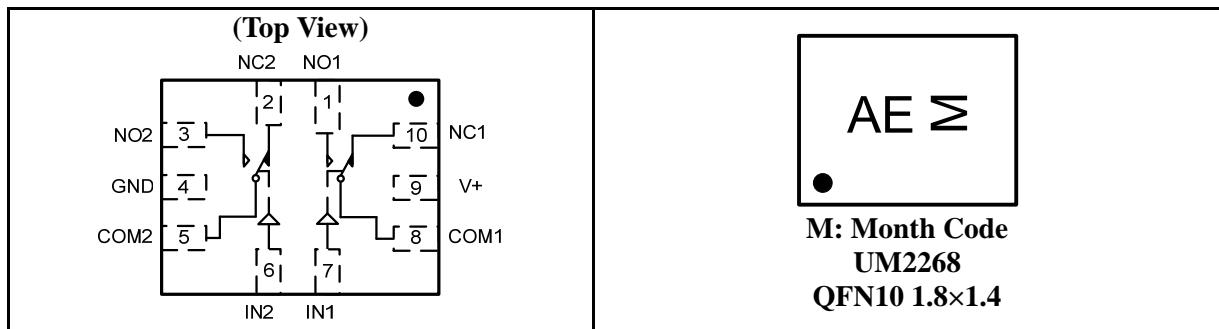 (Top View)
NC2 NO1
2 1
NO2 3 10 NC1
GND 4 9 V+
COM2 5 8 COM1
6 7
IN2 IN1
AE M
M: Month Code
UM2268
QFN10 1.8×1.4